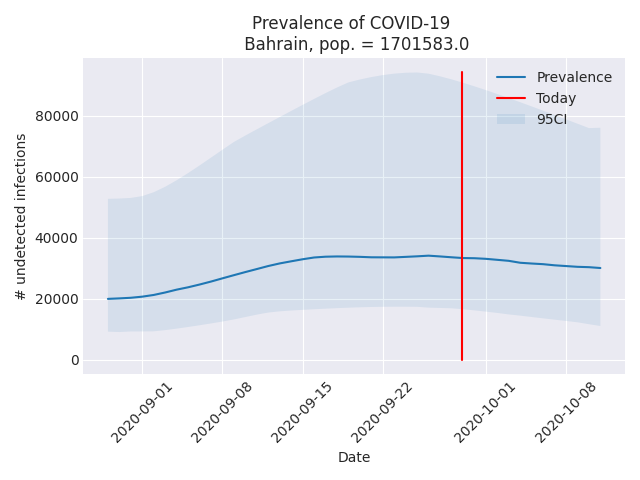 Prevalence of COVID-19
Bahrain, pop. = 1701583.0
Prevalence
Today
95CI
# undetected infections
80000
60000
40000
20000
0
2020-09-01
2020-09-08
2020-09-15
2020-09-22
2020-10-01
2020-10-08
Date